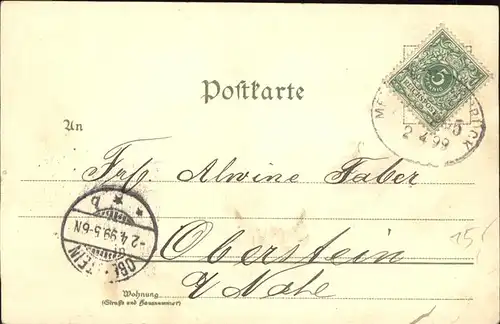 Postkarte
2 4 99
An
Frl. Alwine Faber
-2.4.99.5-6N
Oberstein
a/Nahe
15
Wohnung
(Straße und Hausnummer)